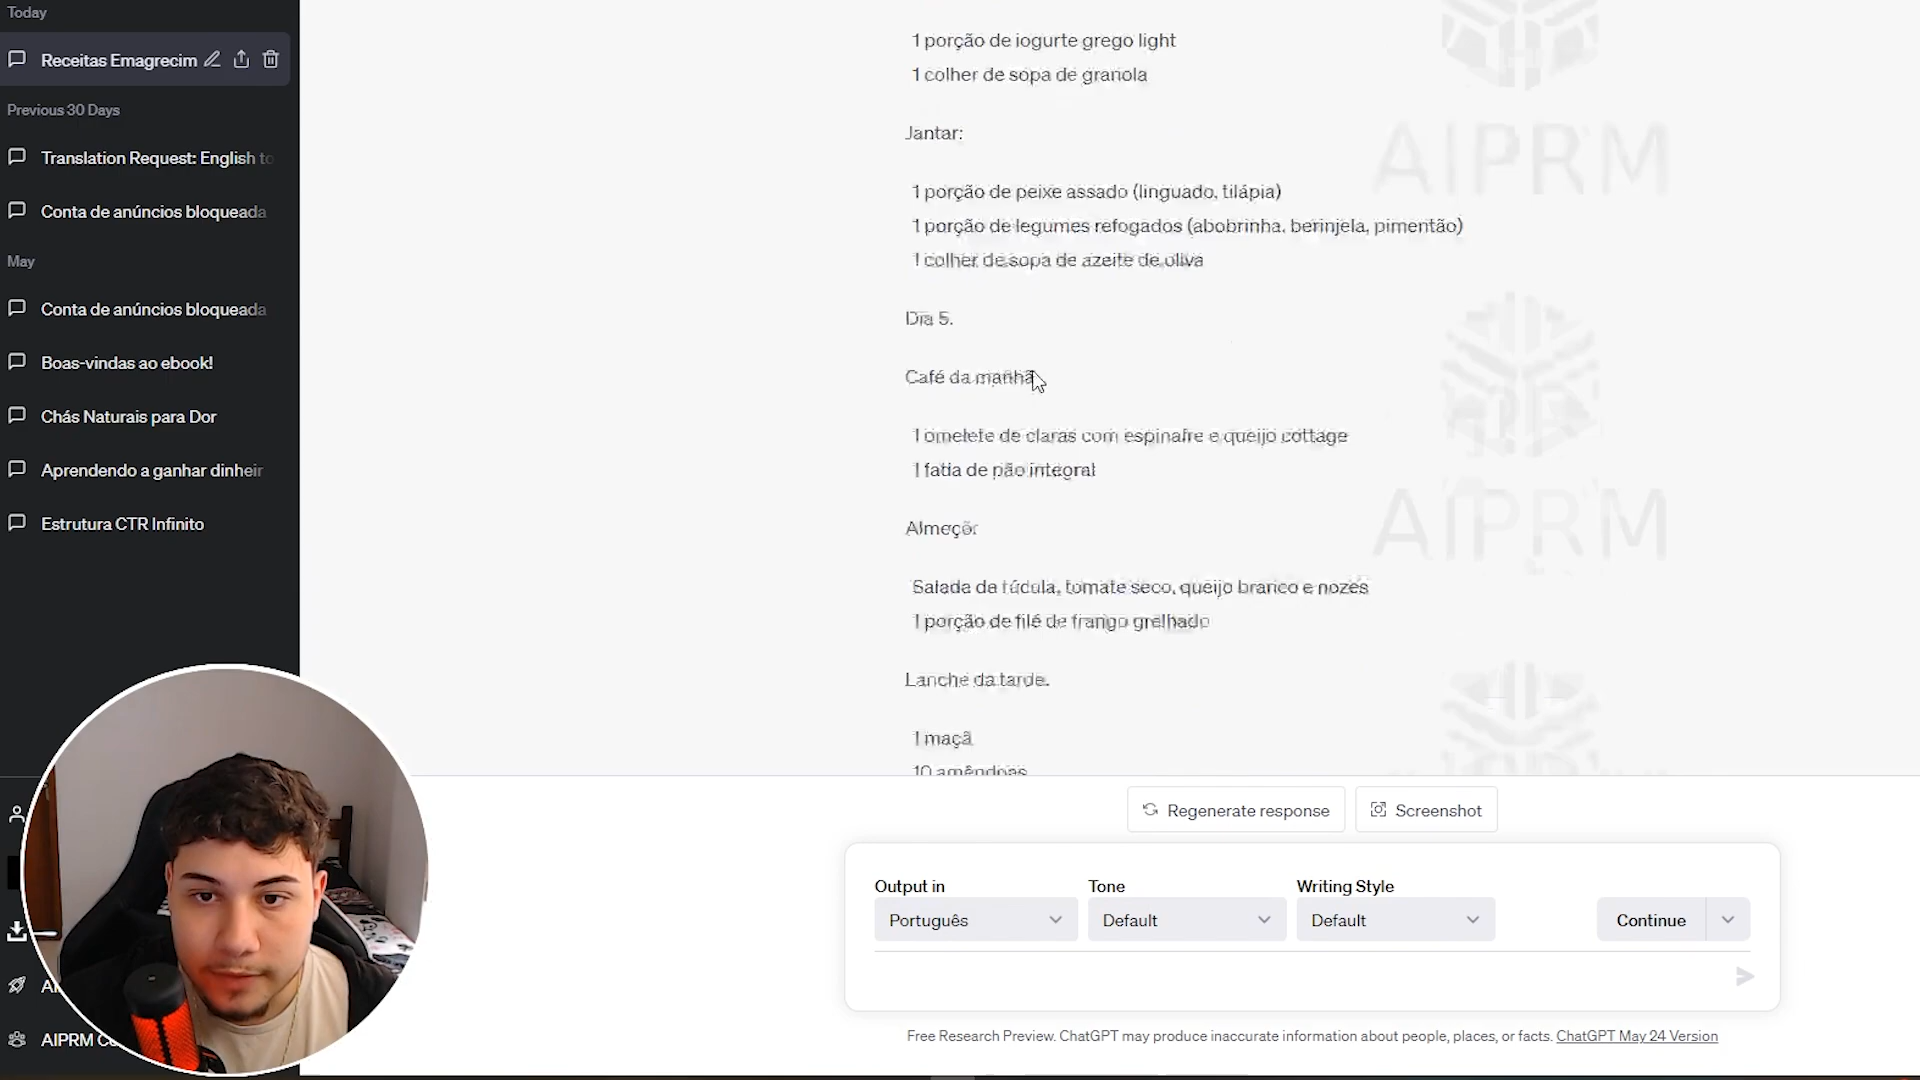 Today
Receitas Emagrecim
Previous 30 Days
Translation Request: English to
Conta de anúncios bloqueada
May
Conta de anúncios bloqueada
Boas-vindas ao ebook!
Chás Naturais para Dor
Aprendendo a ganhar dinheir
Estrutura CTR Infinito
AIPRM
1 porção de iogurte grego light
1 colher de sopa de granola
Jantar:
1 porção de peixe assado (linguado, tilápia)
1 porção de legumes refogados (abobrinha, berinjela, pimentão)
1 colher de sopa de azeite de oliva
Dia 5:
Café da manhã
1 omelete de claras com espinafre e queijo cottage
1 fatia de pão integral
Almoço:
Salada de rúcula, tomate seco, queijo branco e nozes
1 porção de filé de frango grelhado
Lanche da tarde:
1 maçã
10 amêndoas
AIPRM
Regenerate response
Screenshot
Output in
Tone
Writing Style
Português
Default
Default
Continue
AIPRM
Free Research Preview. ChatGPT may produce inaccurate information about people, places, or facts. ChatGPT May 24 Version